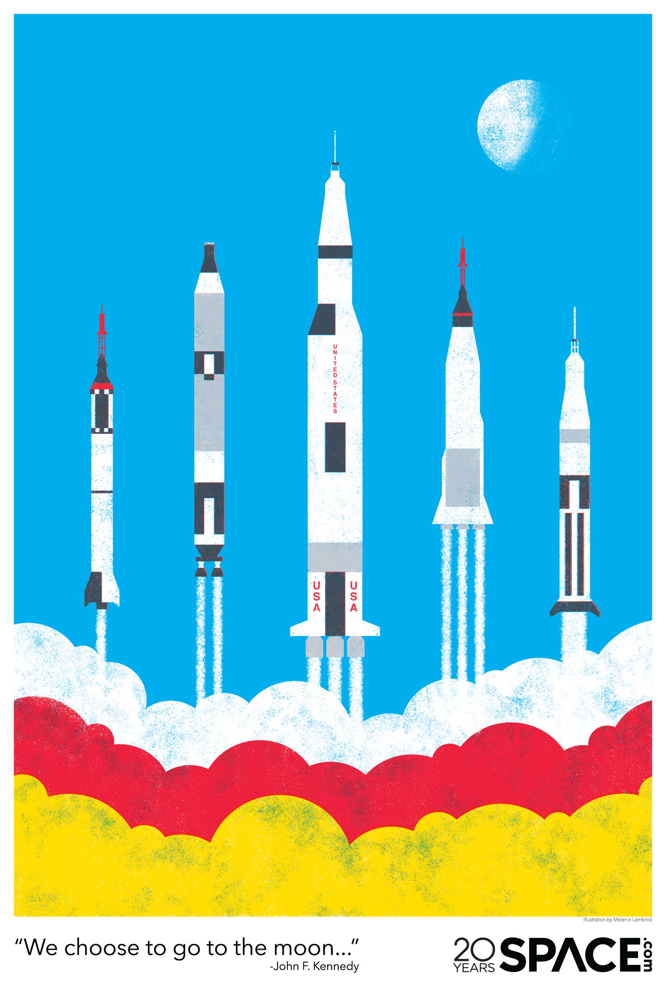 UNITED STATES
USA
USA
Illustration by Melanie Lambrick
“We choose to go to the moon...”
-John F. Kennedy
20 YEARS SPACE.com